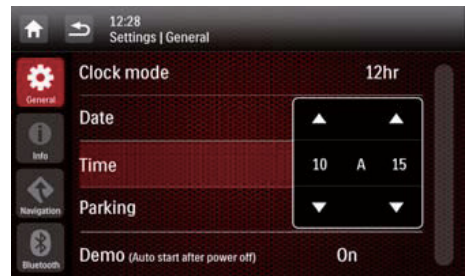 12:28
Settings | General
General
Clock mode 12hr
Date
Info
Time 10 A 15
Navigation
Parking
Bluetooth
Demo (Auto start after power off) On